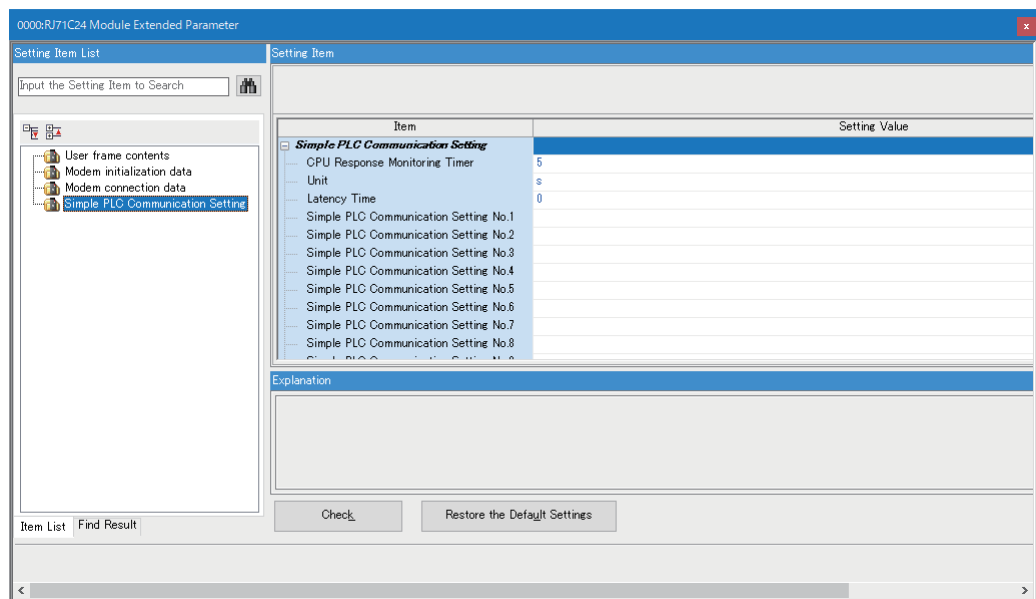 0000:RJ71C24 Module Extended Parameter
Setting Item List
Input the Setting Item to Search
User frame contents
Modem initialization data
Modem connection data
Simple PLC Communication Setting
Item List
Find Result
Setting Item
Item
Setting Value
Simple PLC Communication Setting
CPU Response Monitoring Timer
5
Unit
s
Latency Time
0
Simple PLC Communication Setting No.1
Simple PLC Communication Setting No.2
Simple PLC Communication Setting No.3
Simple PLC Communication Setting No.4
Simple PLC Communication Setting No.5
Simple PLC Communication Setting No.6
Simple PLC Communication Setting No.7
Simple PLC Communication Setting No.8
Explanation
Check
Restore the Default Settings